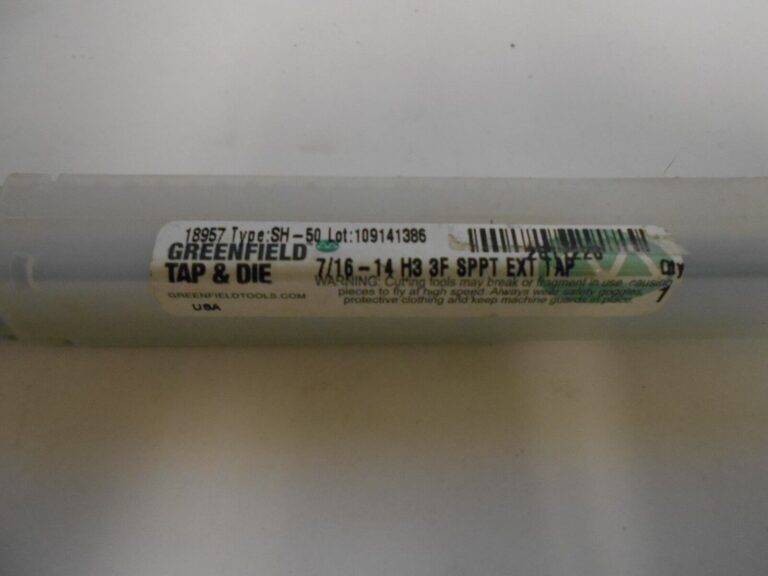 18957 Type:SH-50 Lot:109141386
GREENFIELD
TAP & DIE
7/16-14 H3 3F SPPT EXT TAP
Qty
1
WARNING: Cutting tools may break or fragment in use, causing
pieces to fly at high speed. Always wear safety goggles,
protective clothing and keep machine guards in place.
GREENFIELDTOOLS.COM
USA